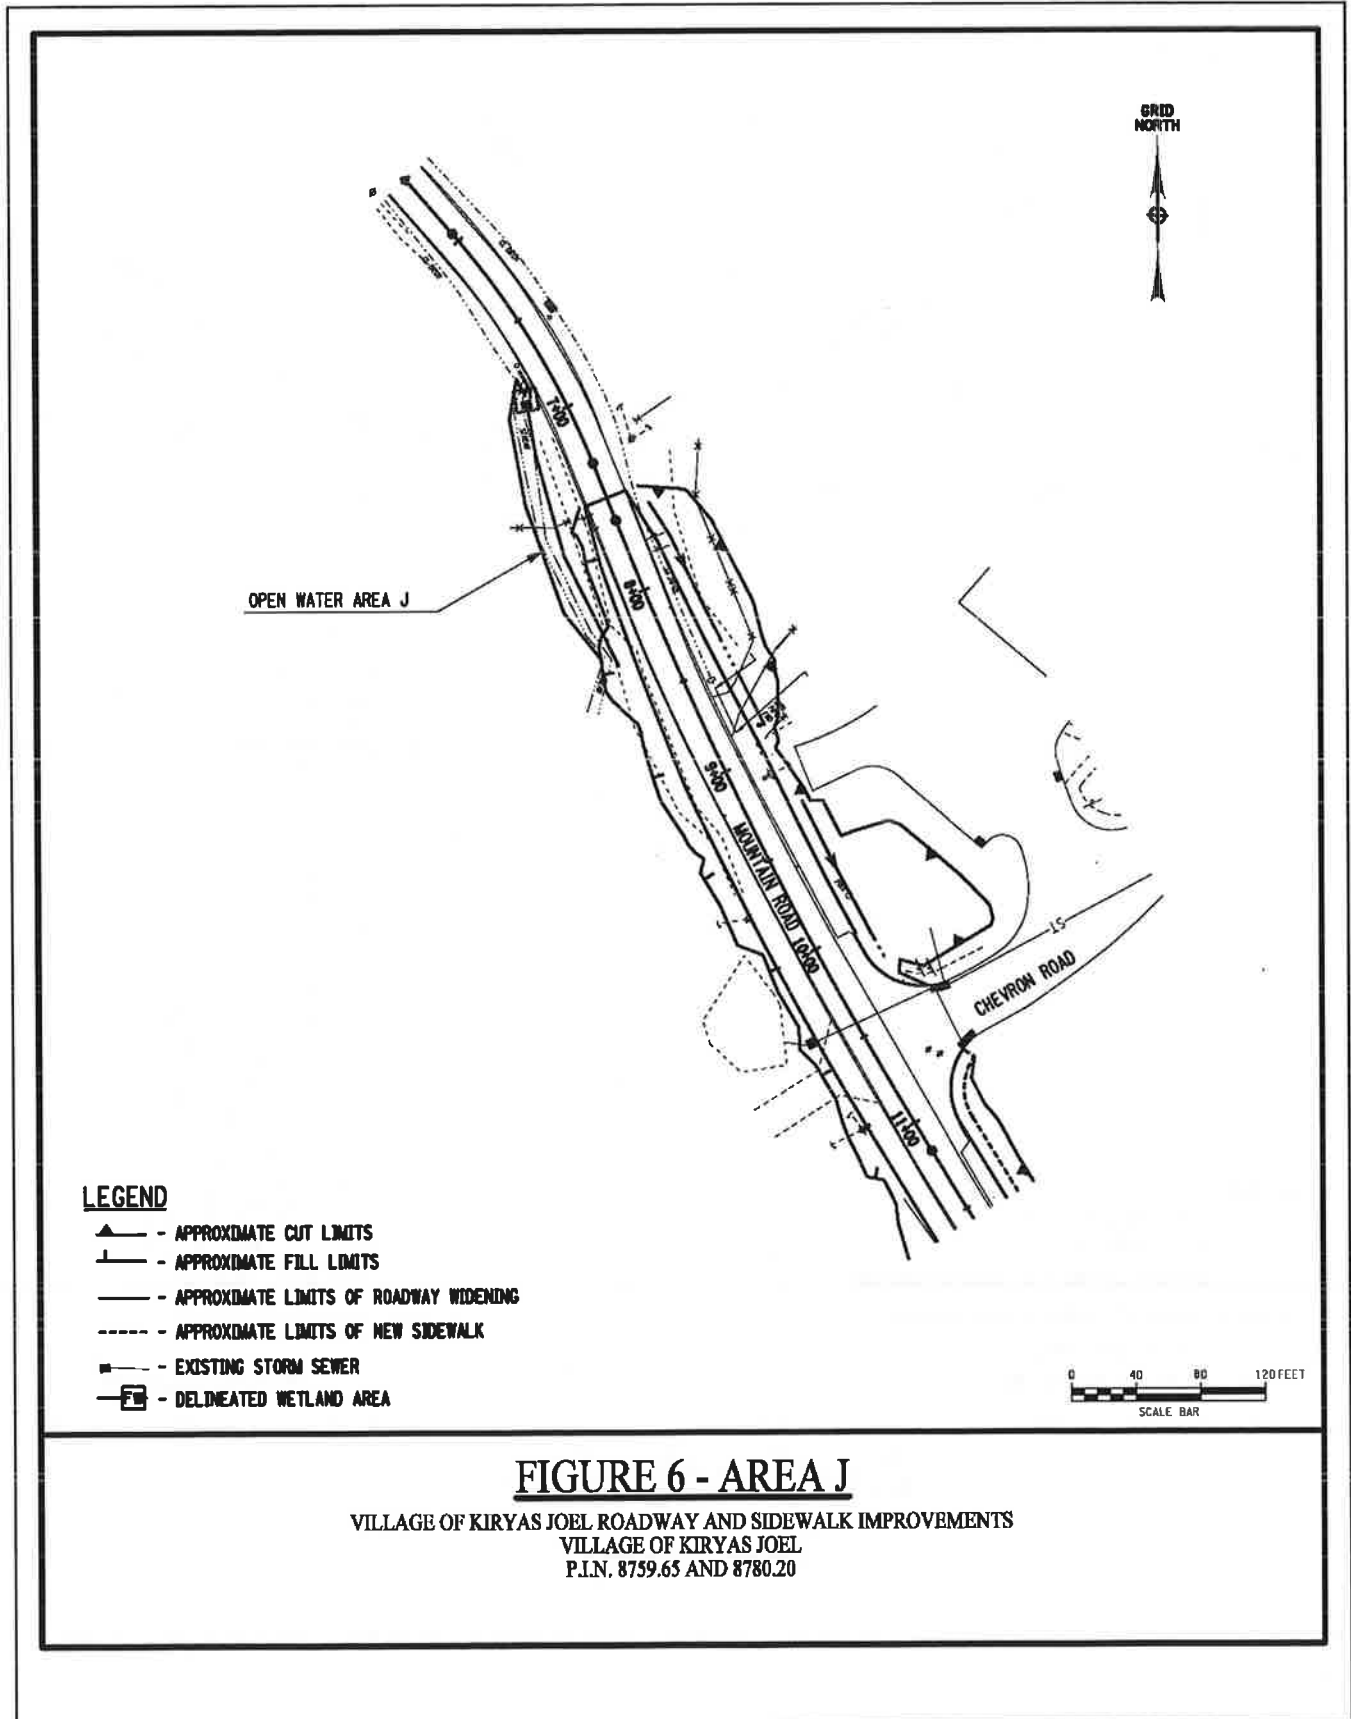 GRID
NORTH
7+00
OPEN WATER AREA J
8+00
9+00
MOUNTAIN ROAD 10+00
ST
CHEVRON ROAD
11+00
LEGEND
- APPROXIMATE CUT LIMITS
- APPROXIMATE FILL LIMITS
- APPROXIMATE LIMITS OF ROADWAY WIDENING
- APPROXIMATE LIMITS OF NEW SIDEWALK
- EXISTING STORM SEWER
- DELINEATED WETLAND AREA
0 40 80 120 FEET
SCALE BAR
FIGURE 6 - AREA J
VILLAGE OF KIRYAS JOEL ROADWAY AND SIDEWALK IMPROVEMENTS
VILLAGE OF KIRYAS JOEL
P.I.N. 8759.65 AND 8780.20